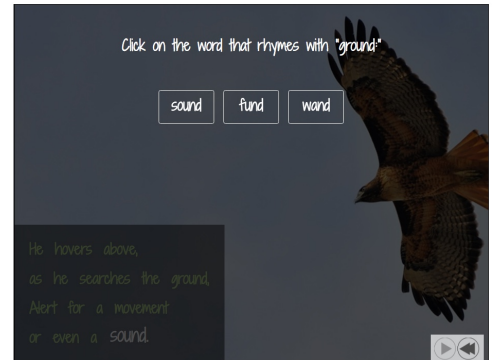 Click on the word that rhymes with "ground:"
sound fund wand
He hovers above,
as he searches the ground,
Alert for a movement
or even a sound.